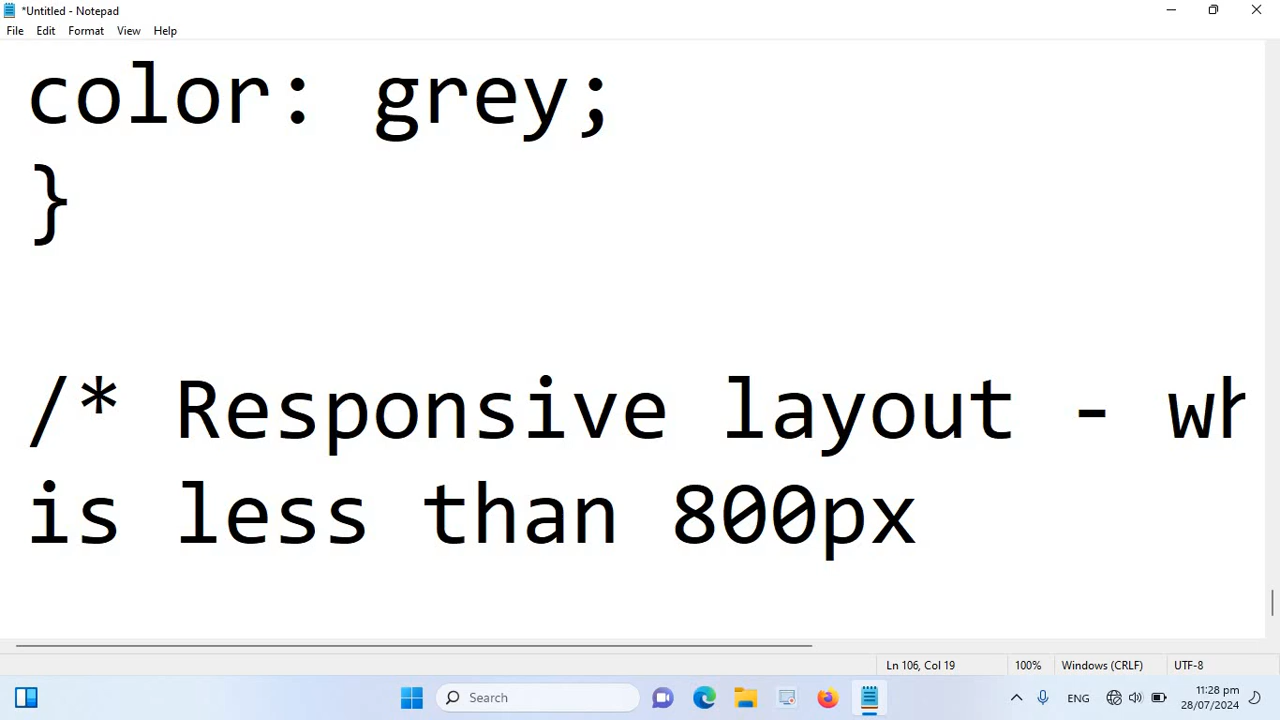 *Untitled - Notepad
File Edit Format View Help
color: grey;
}
/* Responsive layout - wh
is less than 800px
Ln 106, Col 19 100% Windows (CRLF) UTF-8
Search ENG 11:28 pm
28/07/2024